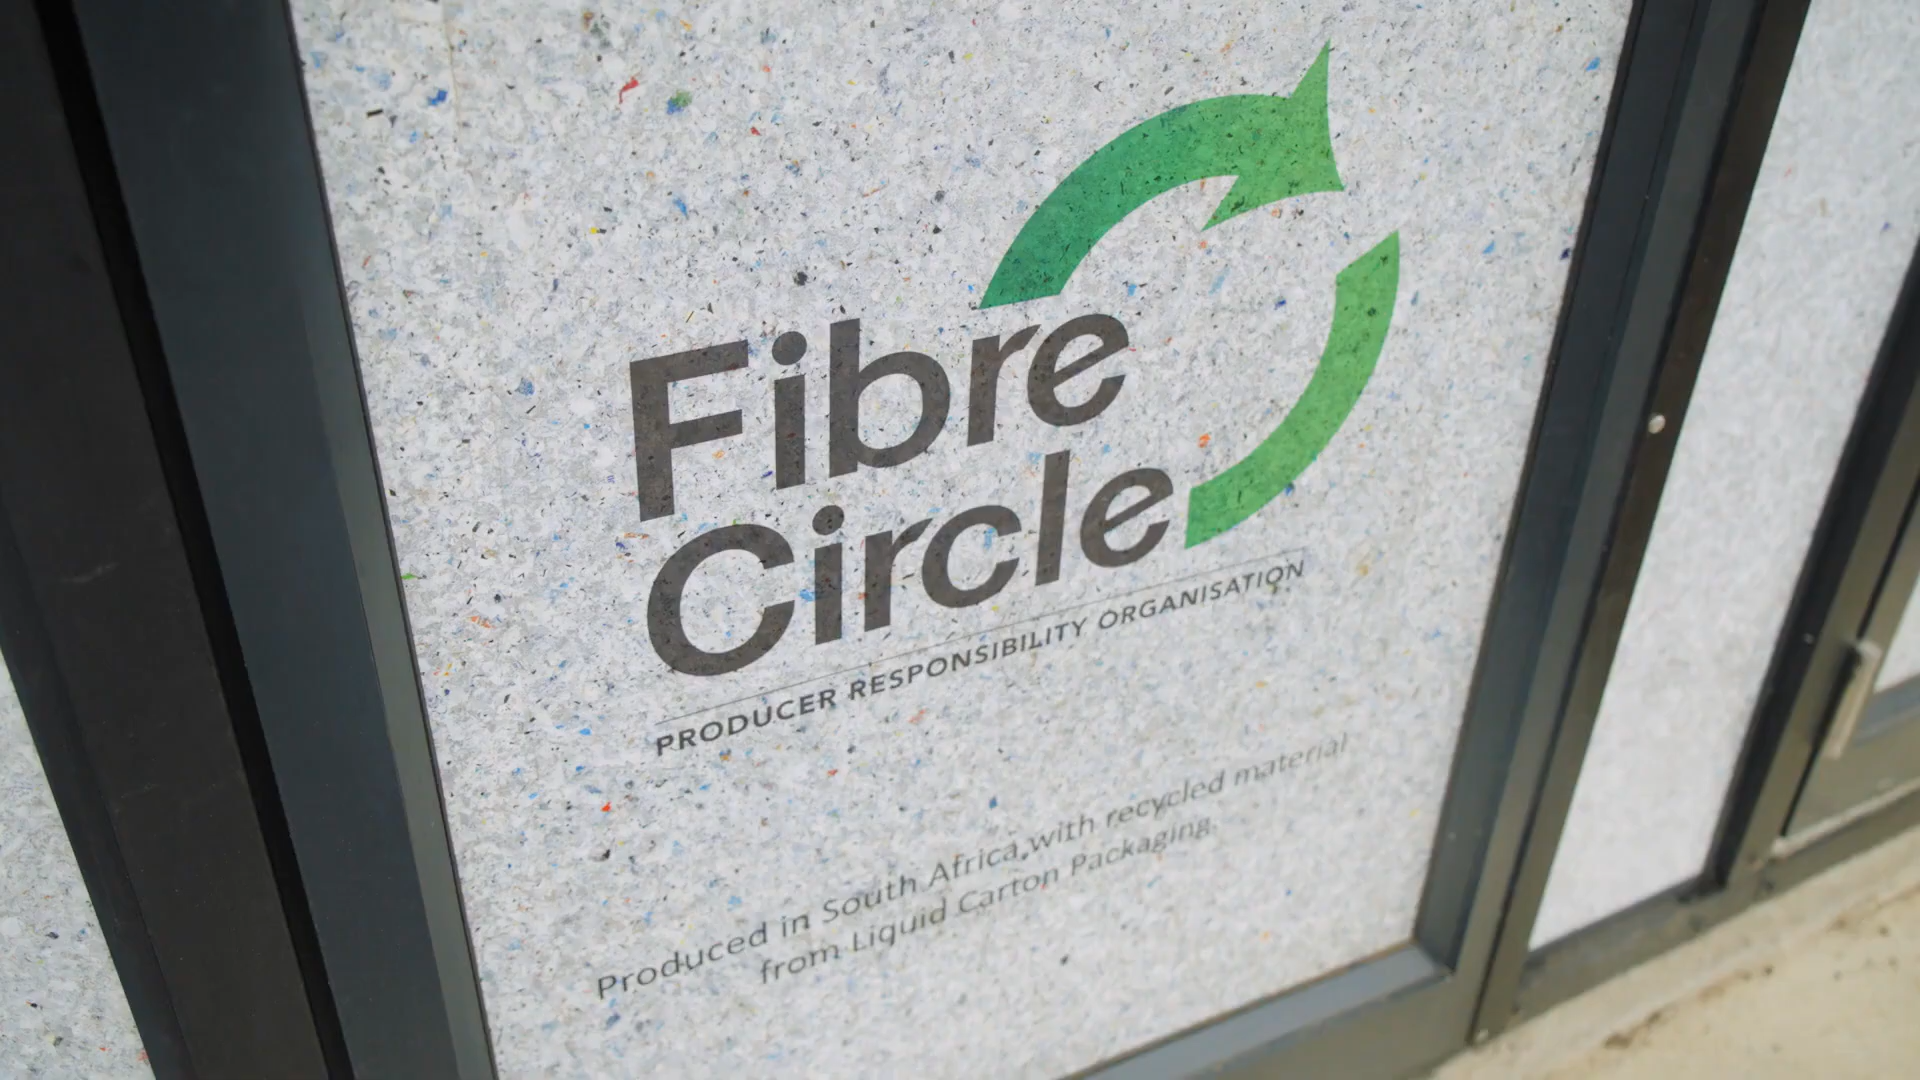 Fibre
Circle
PRODUCER RESPONSIBILITY ORGANISATION
Produced in South Africa with recycled material
from Liquid Carton Packaging.